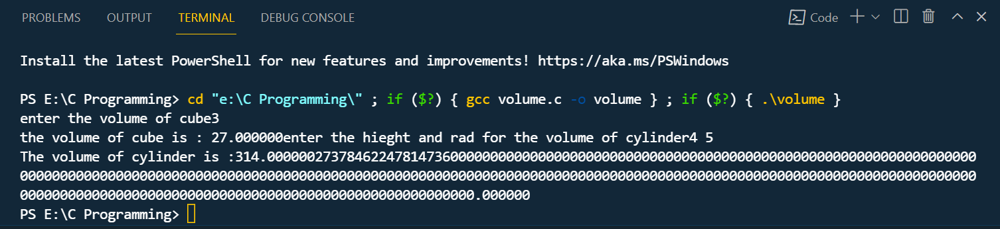 PROBLEMS OUTPUT TERMINAL DEBUG CONSOLE Code
Install the latest PowerShell for new features and improvements! https://aka.ms/PSWindows
PS E:\C Programming> cd "e:\C Programming\" ; if ($?) { gcc volume.c -o volume } ; if ($?) { .\volume }
enter the volume of cube3
the volume of cube is : 27.000000enter the hieght and rad for the volume of cylinder4 5
The volume of cylinder is :314.00000027378462247814736000000000000000000000000000000000000000000000000000000000000000000
000000000000000000000000000000000000000000000000000000000000000000000000000000000000000000000000000000000000000000000000
000000000000000000000000000000000000000000000000000000000.000000
PS E:\C Programming>